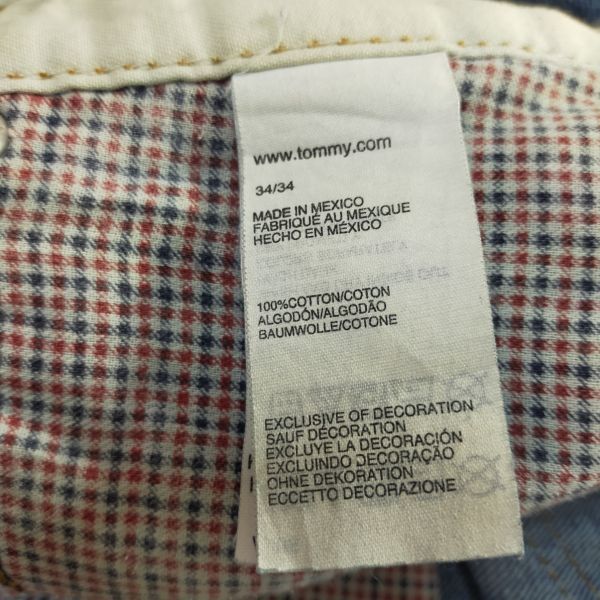 www.tommy.com
34/34
MADE IN MEXICO
FABRIQUÉ AU MEXIQUE
HECHO EN MÉXICO
100%COTTON/COTON
ALGODÓN/ALGODÃO
BAUMWOLLE/COTONE
EXCLUSIVE OF DECORATION
SAUF DÉCORATION
EXCLUYE LA DECORACIÓN
EXCLUINDO DECORAÇÃO
OHNE DEKORATION
ECCETTO DECORAZIONE